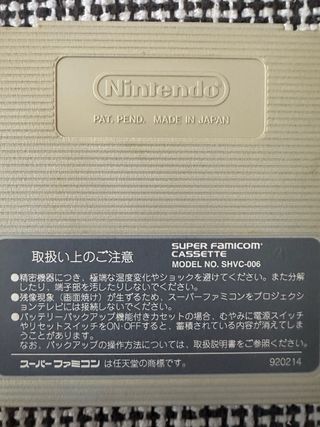 Nintendo
PAT. PEND. MADE IN JAPAN
取扱い上のご注意
SUPER FAMICOM
CASSETTE
MODEL NO. SHVC-006
●精密機器につき、極端な温度変化やショックを避けてください。また分解
したり、端子部を汚したりしないでください。
●残像現象（画面焼け）が生ずるため、スーパーファミコンをプロジェクショ
ンテレビには接続しないでください。
●バッテリーバックアップ機能付きカセットの場合、むやみに電源スイッチ
やリセットスイッチをON・OFFすると、蓄積されている内容が消えてしま
うことがあります。
なお、バックアップの操作方法については、取扱説明書をご参照ください。
スーパーファミコン は任天堂の商標です。
920214